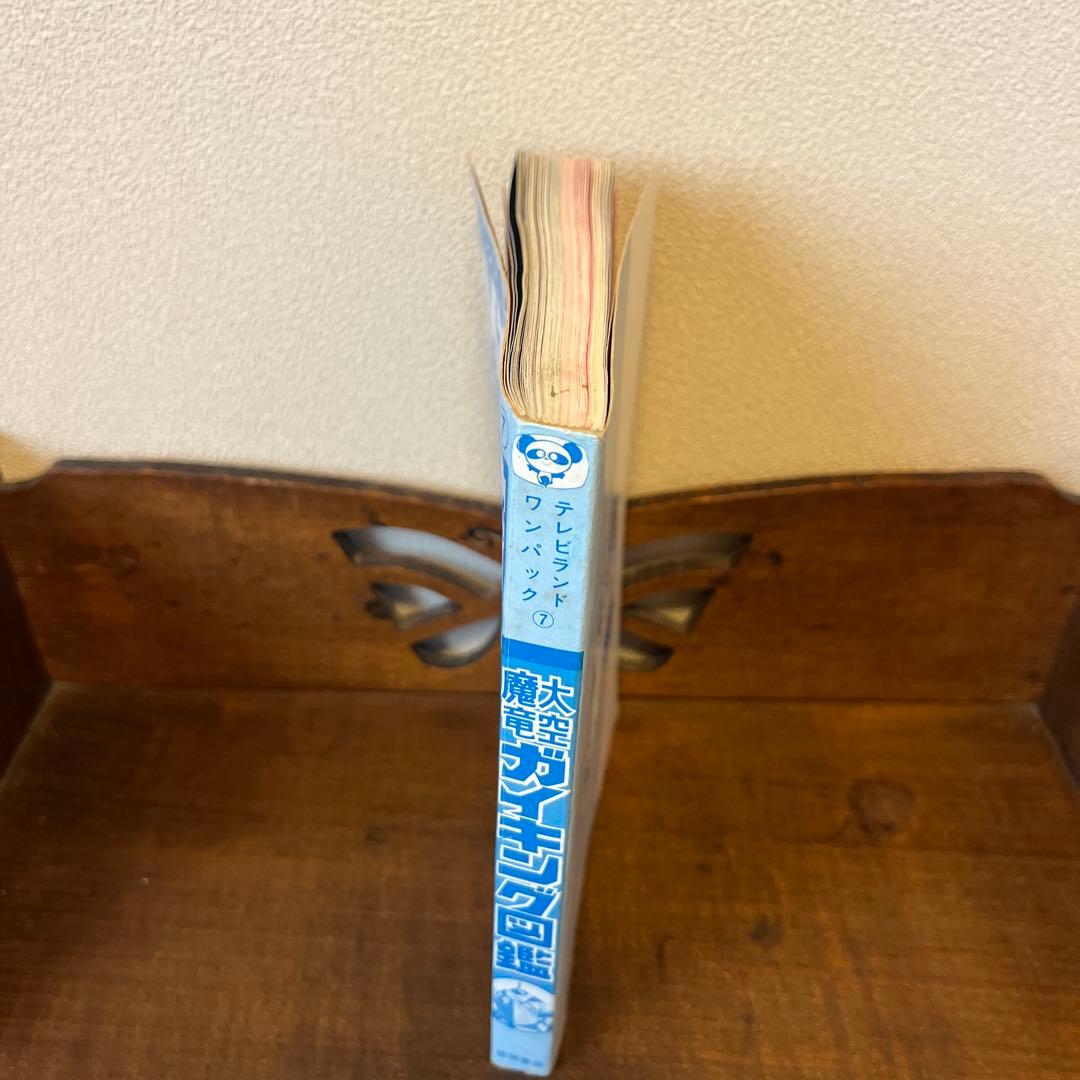 テレビランド
ワンパック
⑦
大空
魔竜
ガイキング図鑑